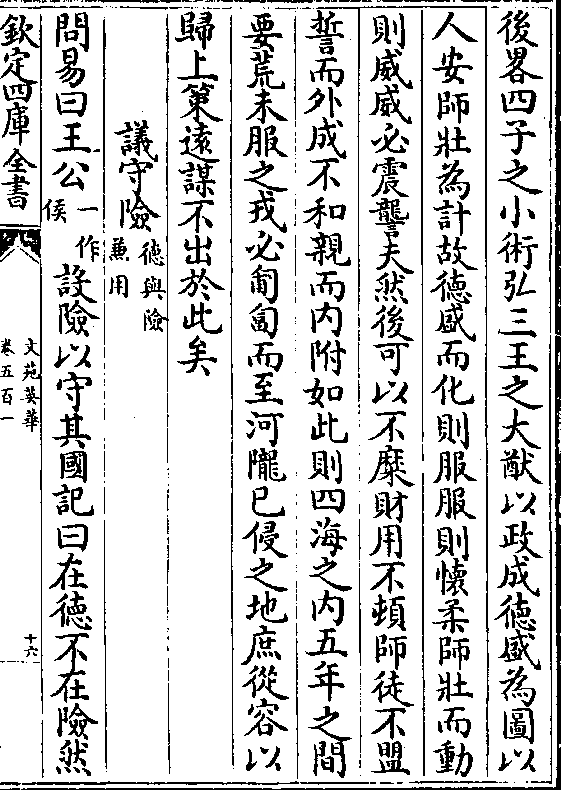 後畧四子之小術弘三王之大猷以政成德盛為圖以
人安師壯為計故德盛而化則服服則懐柔師壯而動
則威威必震讋夫然後可以不糜財用不頓師徒不盟
誓而外成不和親而内附如此則四海之内五年之間
要荒未服之戎必匍匐而至河隴已侵之地庶從容以
歸上策遠謀不出於此矣
議守險德與險兼用
問易曰王公一作侯設險以守其國記曰在德不在險然
欽定四庫全書
文苑英華
卷五百一
十六